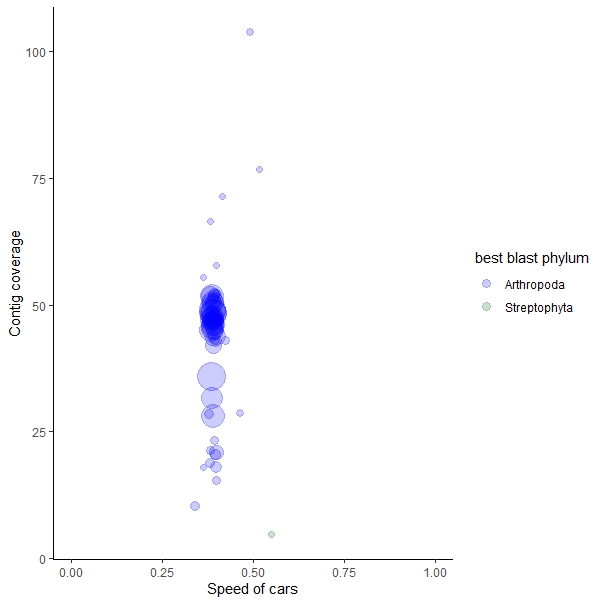 100
75
50
25
0
0.00 0.25 0.50 0.75 1.00
Speed of cars
Contig coverage
best blast phylum
Arthropoda
Streptophyta